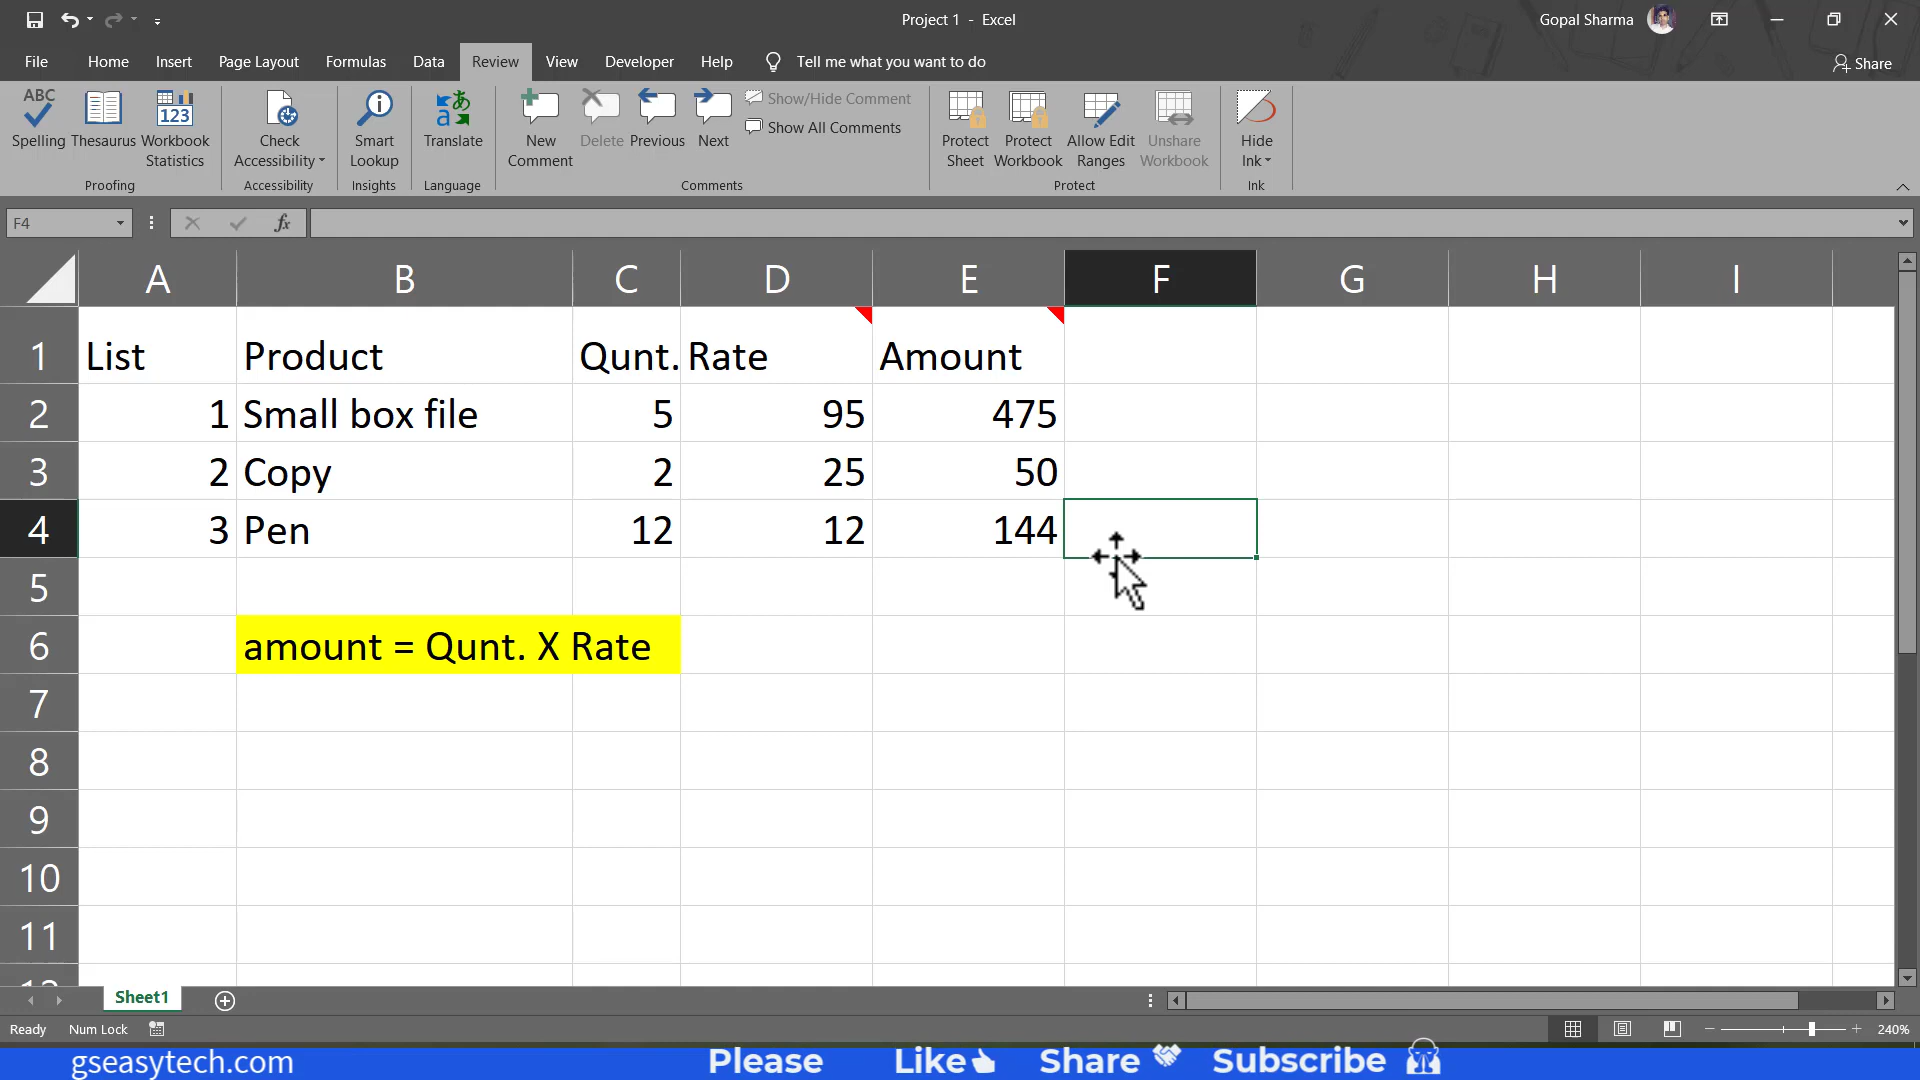 Project 1 - Excel
Gopal Sharma
File Home Insert Page Layout Formulas Data Review View Developer Help Tell me what you want to do Share
ABC
Spelling
Thesaurus
123
Workbook Statistics
Proofing
Check Accessibility
Accessibility
Smart Lookup
Insights
Translate
Language
New Comment
Delete
Previous
Next
Show/Hide Comment
Show All Comments
Comments
Protect Sheet
Protect Workbook
Allow Edit Ranges
Unshare Workbook
Protect
Hide Ink
Ink
F4 fx
A B C D E F G H I
1 List Product Qunt. Rate Amount
2 1 Small box file 5 95 475
3 2 Copy 2 25 50
4 3 Pen 12 12 144
5
6 amount = Qunt. X Rate
7
8
9
10
11
12
Sheet1
Ready Num Lock 240%
gseasytech.com Please Like Share Subscribe